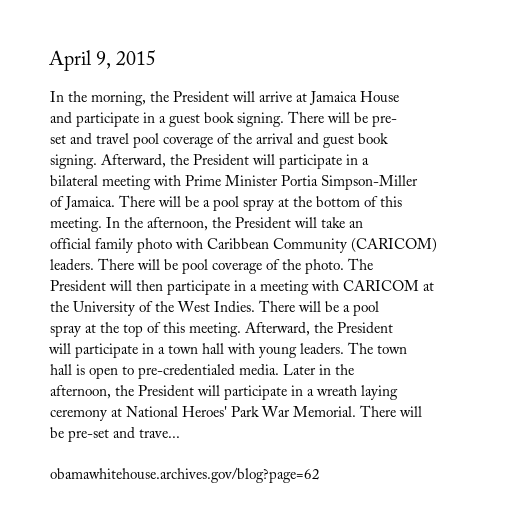 April 9, 2015
In the morning, the President will arrive at Jamaica House
and participate in a guest book signing. There will be pre-
set and travel pool coverage of the arrival and guest book
signing. Afterward, the President will participate in a
bilateral meeting with Prime Minister Portia Simpson-Miller
of Jamaica. There will be a pool spray at the bottom of this
meeting. In the afternoon, the President will take an
official family photo with Caribbean Community (CARICOM)
leaders. There will be pool coverage of the photo. The
President will then participate in a meeting with CARICOM at
the University of the West Indies. There will be a pool
spray at the top of this meeting. Afterward, the President
will participate in a town hall with young leaders. The town
hall is open to pre-credentialed media. Later in the
afternoon, the President will participate in a wreath laying
ceremony at National Heroes' Park War Memorial. There will
be pre-set and trave...
obamawhitehouse.archives.gov/blog?page=62